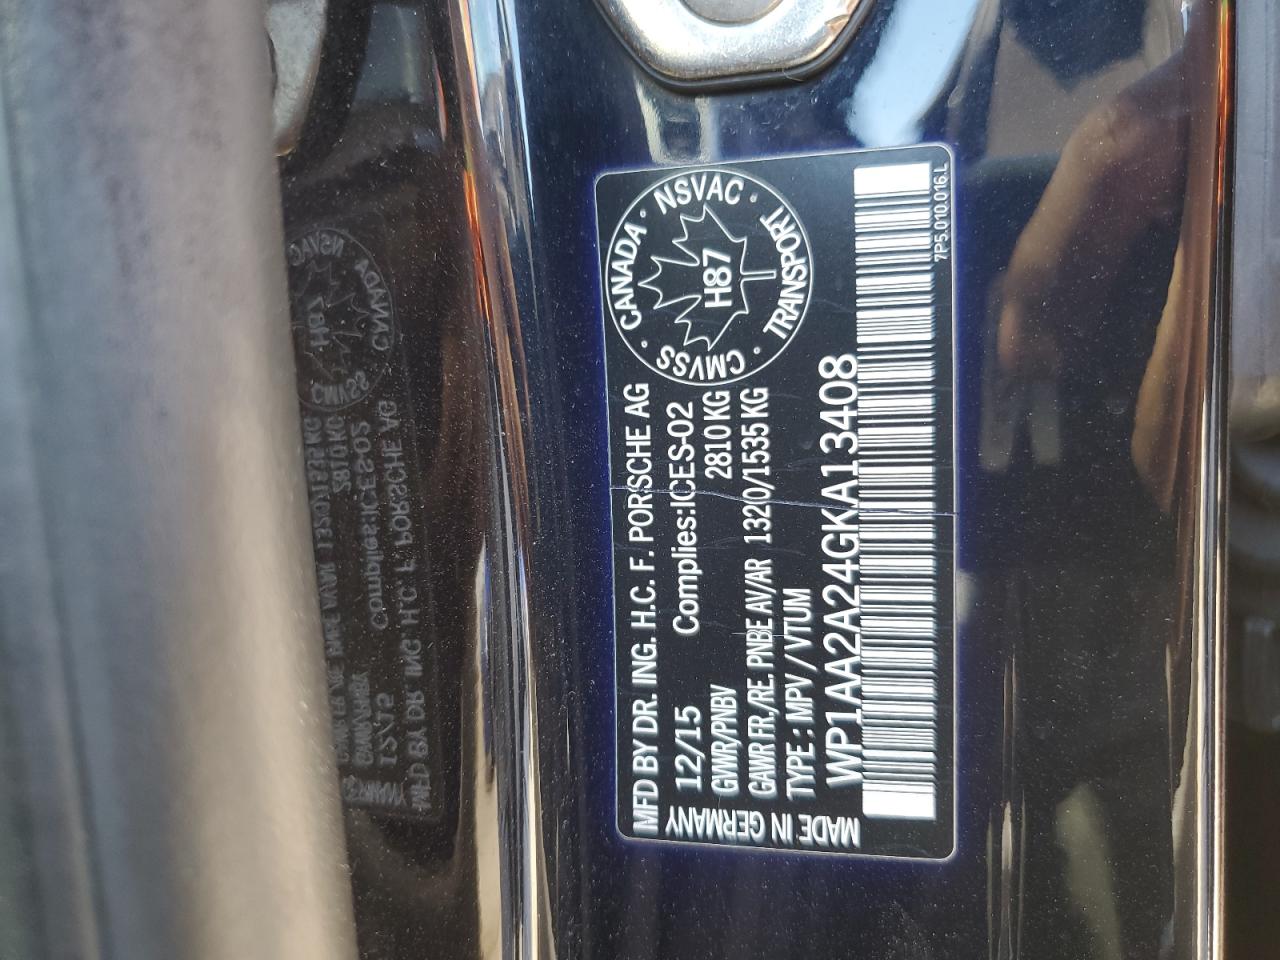 MFD BY DR. ING. H.C. F. PORSCHE AG
12/15 Complies:ICES-02
GVWR/PNBV 2810 KG
GAWR FR./RE. PNBE AV/AR 1320/1535 KG
TYPE : MPV / VTUM
WP1AA2A24GKA13408
MADE IN GERMANY
CANADA · NSVAC · TRANSPORT · CMVSS ·
H87
7P5.010.016.L